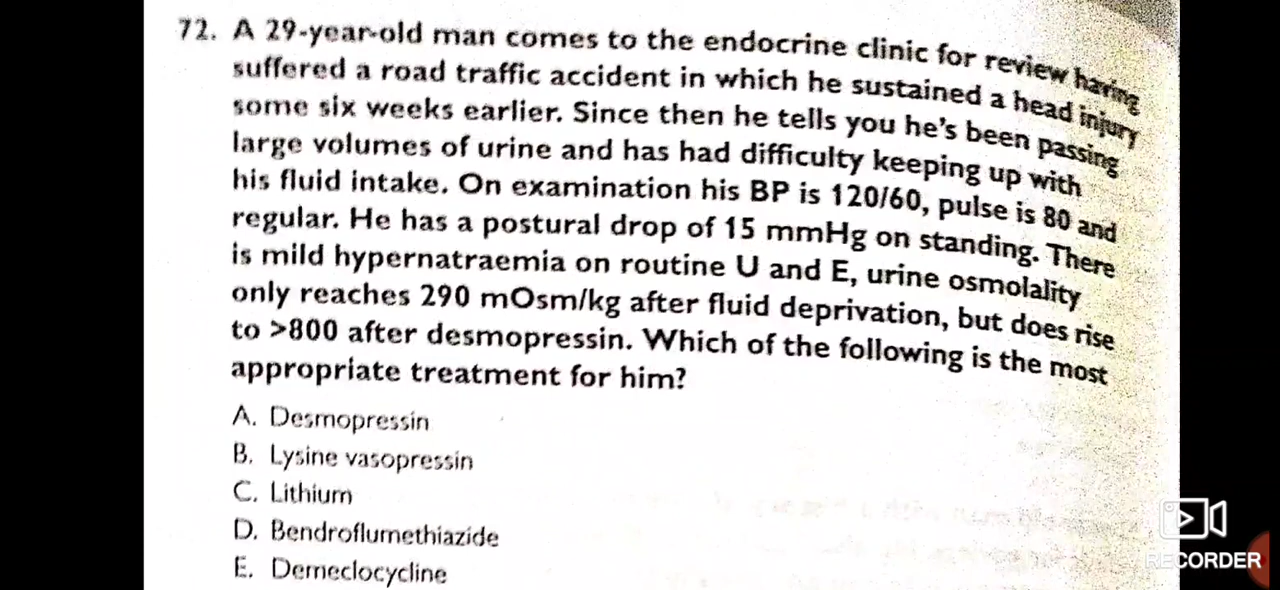 72. A 29-year-old man comes to the endocrine clinic for review having
suffered a road traffic accident in which he sustained a head injury
some six weeks earlier. Since then he tells you he's been passing
large volumes of urine and has had difficulty keeping up with
his fluid intake. On examination his BP is 120/60, pulse is 80 and
regular. He has a postural drop of 15 mmHg on standing. There
is mild hypernatraemia on routine U and E, urine osmolality
only reaches 290 mOsm/kg after fluid deprivation, but does rise
to >800 after desmopressin. Which of the following is the most
appropriate treatment for him?
A. Desmopressin
B. Lysine vasopressin
C. Lithium
D. Bendroflumethiazide
E. Demeclocycline
RECORDER